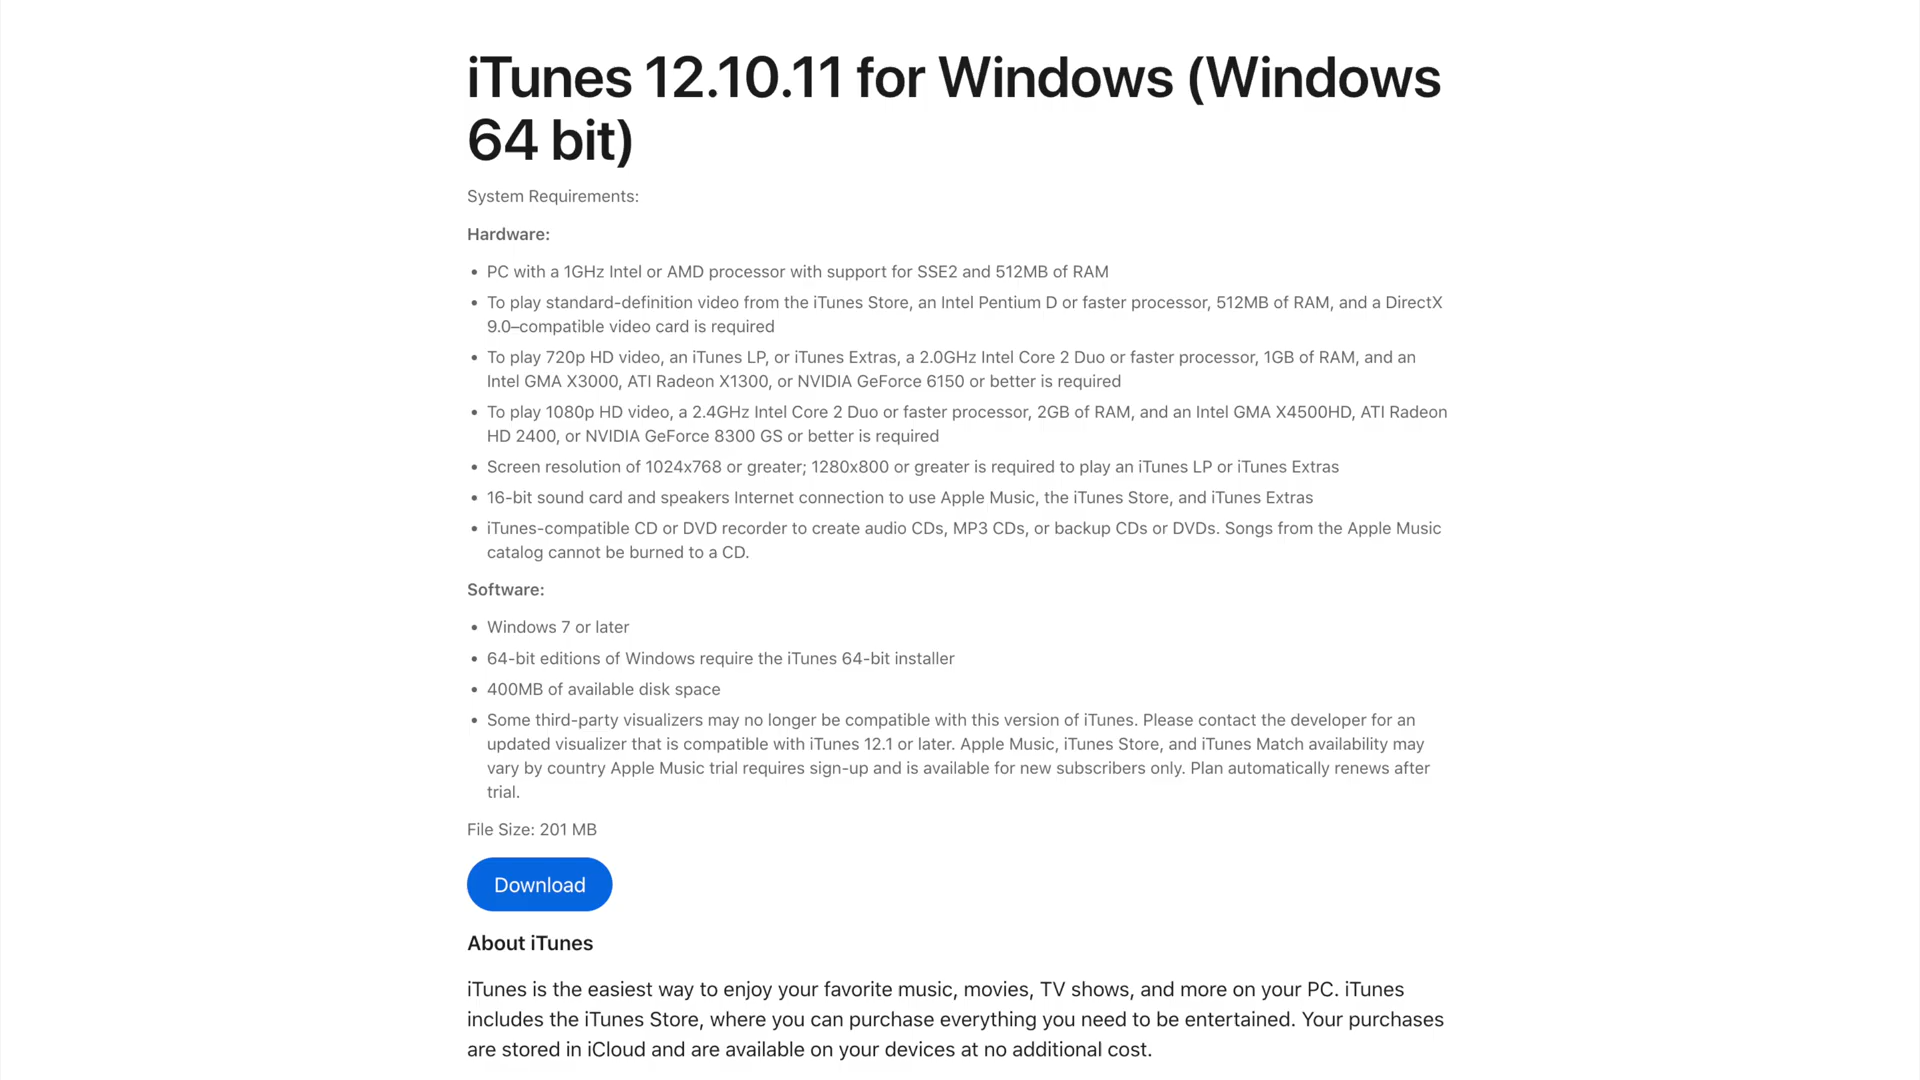 iTunes 12.10.11 for Windows (Windows
64 bit)
System Requirements:
Hardware:
• PC with a 1GHz Intel or AMD processor with support for SSE2 and 512MB of RAM
• To play standard-definition video from the iTunes Store, an Intel Pentium D or faster processor, 512MB of RAM, and a DirectX
9.0–compatible video card is required
• To play 720p HD video, an iTunes LP, or iTunes Extras, a 2.0GHz Intel Core 2 Duo or faster processor, 1GB of RAM, and an
Intel GMA X3000, ATI Radeon X1300, or NVIDIA GeForce 6150 or better is required
• To play 1080p HD video, a 2.4GHz Intel Core 2 Duo or faster processor, 2GB of RAM, and an Intel GMA X4500HD, ATI Radeon
HD 2400, or NVIDIA GeForce 8300 GS or better is required
• Screen resolution of 1024x768 or greater; 1280x800 or greater is required to play an iTunes LP or iTunes Extras
• 16-bit sound card and speakers Internet connection to use Apple Music, the iTunes Store, and iTunes Extras
• iTunes-compatible CD or DVD recorder to create audio CDs, MP3 CDs, or backup CDs or DVDs. Songs from the Apple Music
catalog cannot be burned to a CD.
Software:
• Windows 7 or later
• 64-bit editions of Windows require the iTunes 64-bit installer
• 400MB of available disk space
• Some third-party visualizers may no longer be compatible with this version of iTunes. Please contact the developer for an
updated visualizer that is compatible with iTunes 12.1 or later. Apple Music, iTunes Store, and iTunes Match availability may
vary by country Apple Music trial requires sign-up and is available for new subscribers only. Plan automatically renews after
trial.
File Size: 201 MB
Download
About iTunes
iTunes is the easiest way to enjoy your favorite music, movies, TV shows, and more on your PC. iTunes
includes the iTunes Store, where you can purchase everything you need to be entertained. Your purchases
are stored in iCloud and are available on your devices at no additional cost.